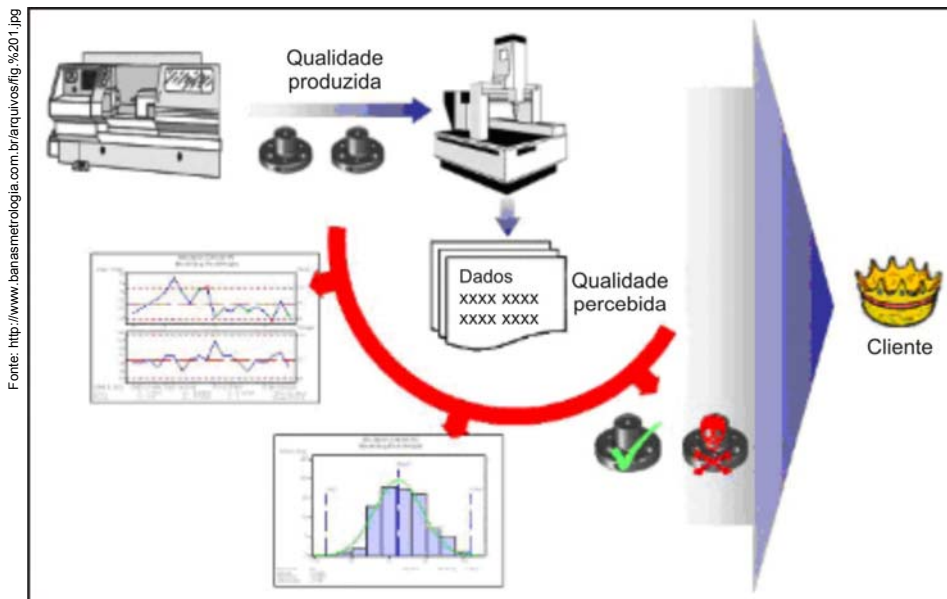 Fonte: http://www.banasmetrologia.com.br/arquivos/fig.%201.jpg
Qualidade
produzida
Dados
xxxx xxxx
xxxx xxxx
Qualidade
percebida
Cliente